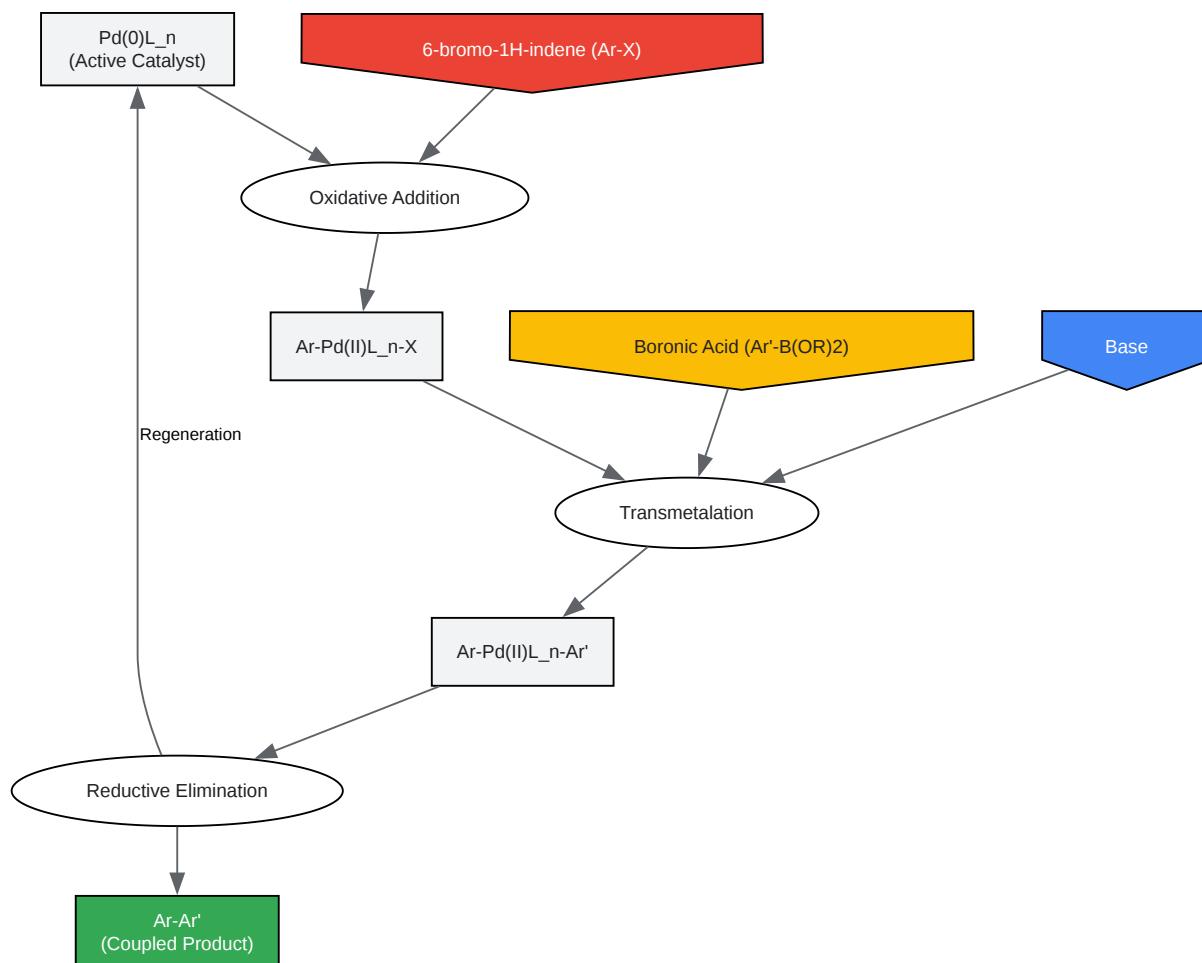 Pd(0)L_n
(Active Catalyst)
6-bromo-1H-indene (Ar-X)
Oxidative Addition
Ar-Pd(II)L_n-X
Boronic Acid (Ar'-B(OR)2)
Base
Regeneration
Transmetalation
Ar-Pd(II)L_n-Ar'
Reductive Elimination
Ar-Ar'
(Coupled Product)